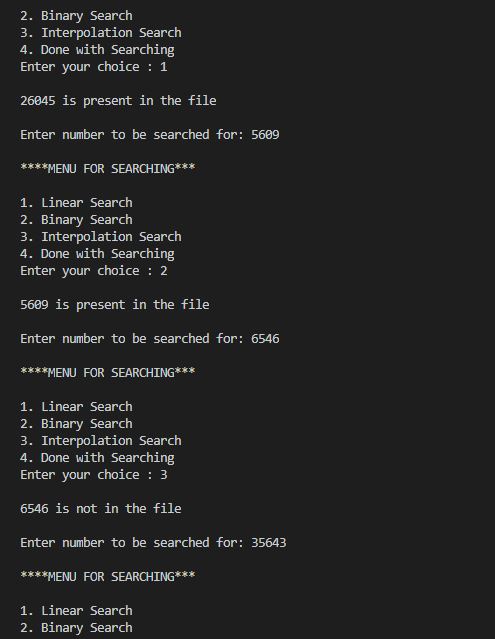 2. Binary Search
3. Interpolation Search
4. Done with Searching
Enter your choice : 1
26045 is present in the file
Enter number to be searched for: 5609
****MENU FOR SEARCHING***
1. Linear Search
2. Binary Search
3. Interpolation Search
4. Done with Searching
Enter your choice : 2
5609 is present in the file
Enter number to be searched for: 6546
****MENU FOR SEARCHING***
1. Linear Search
2. Binary Search
3. Interpolation Search
4. Done with Searching
Enter your choice : 3
6546 is not in the file
Enter number to be searched for: 35643
****MENU FOR SEARCHING***
1. Linear Search
2. Binary Search